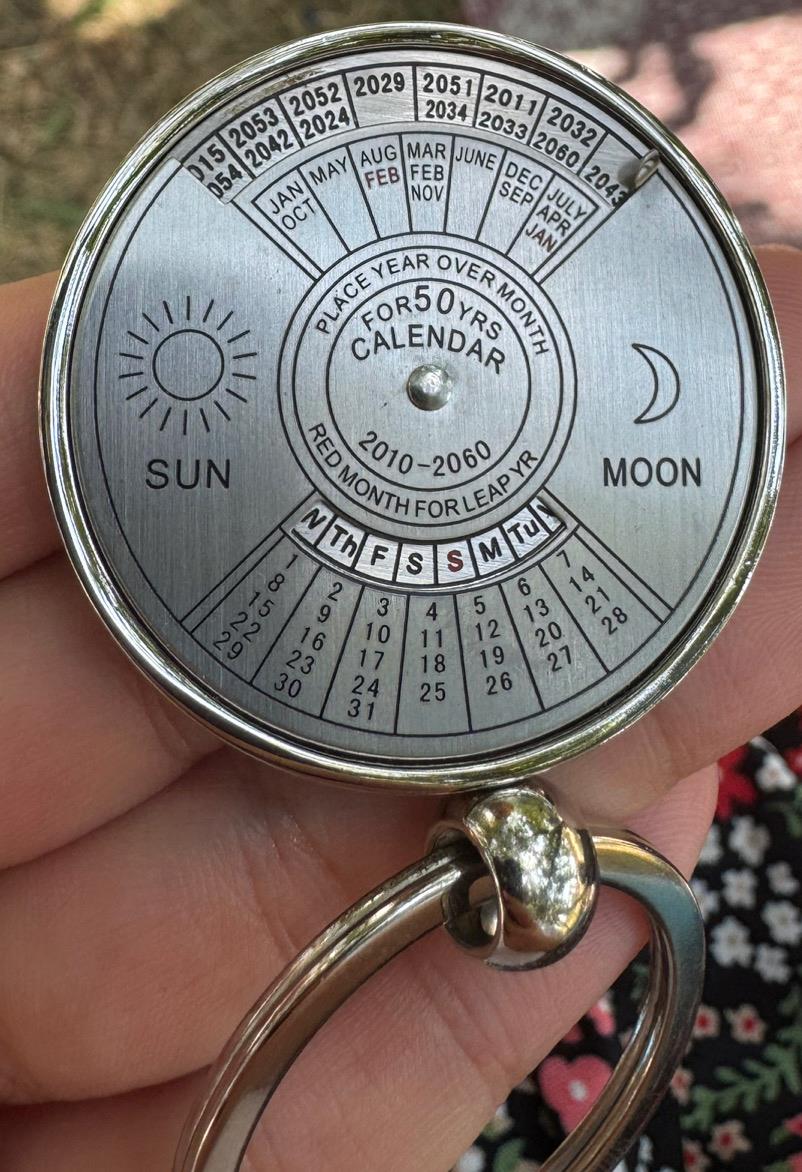 2053 2052 2029 2051 2011 2032
2042 2024 2034 2033 2060 2043
JAN MAY AUG MAR JUNE DEC JULY
OCT FEB FEB SEP APR
NOV JAN
PLACE YEAR OVER MONTH
FOR 50 YRS
CALENDAR
2010-2060
RED MONTH FOR LEAP YR
SUN
MOON
Th F S S M Tu
1 2 3 4 5 6 7
8 9 10 11 12 13 14
15 16 17 18 19 20 21
22 23 24 25 26 27 28
29 30 31